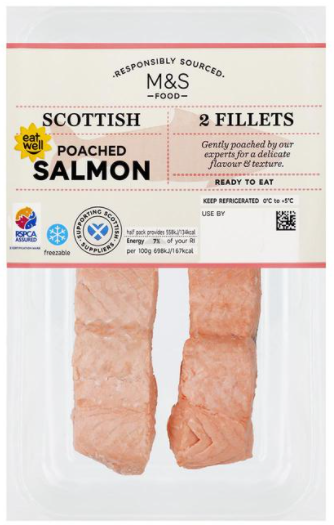 ·RESPONSIBLY SOURCED·
M&S
—FOOD—
SCOTTISH
2 FILLETS
eat
well
POACHED
SALMON
Gently poached by our
experts for a delicate
flavour & texture.
READY TO EAT
KEEP REFRIGERATED 0°C to +5°C
USE BY
RSPCA
ASSURED
freezable
SUPPORTING SCOTTISH
SUPPLIERS
half pack provides 559kJ/134kcal
Energy 7% of your RI
per 100g 698kJ/167kcal